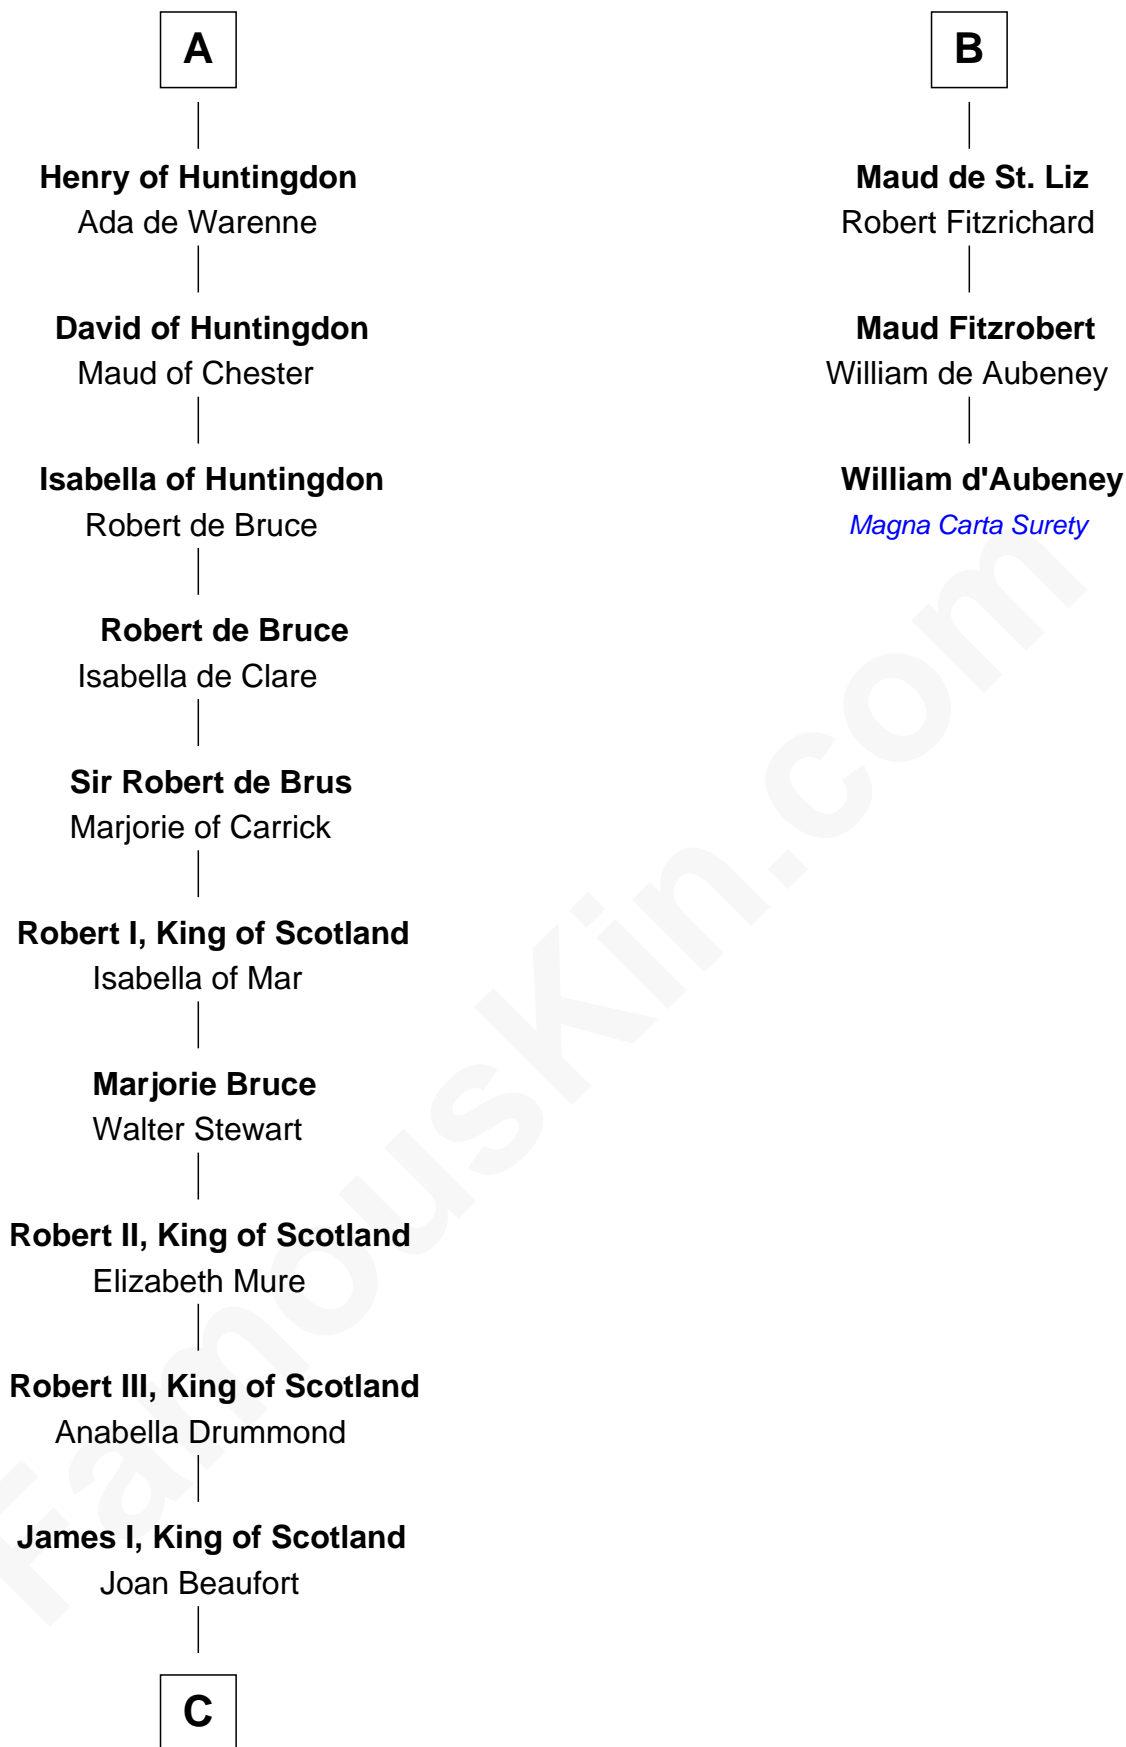 A
Henry of Huntingdon
Ada de Warenne
David of Huntingdon
Maud of Chester
Isabella of Huntingdon
Robert de Bruce
Robert de Bruce
Isabella de Clare
Sir Robert de Brus
Marjorie of Carrick
Robert I, King of Scotland
Isabella of Mar
Marjorie Bruce
Walter Stewart
Robert II, King of Scotland
Elizabeth Mure
Robert III, King of Scotland
Anabella Drummond
James I, King of Scotland
Joan Beaufort
C
B
Maud de St. Liz
Robert Fitzrichard
Maud Fitzrobert
William de Aubeney
William d'Aubeney
Magna Carta Surety
FamousKin.com